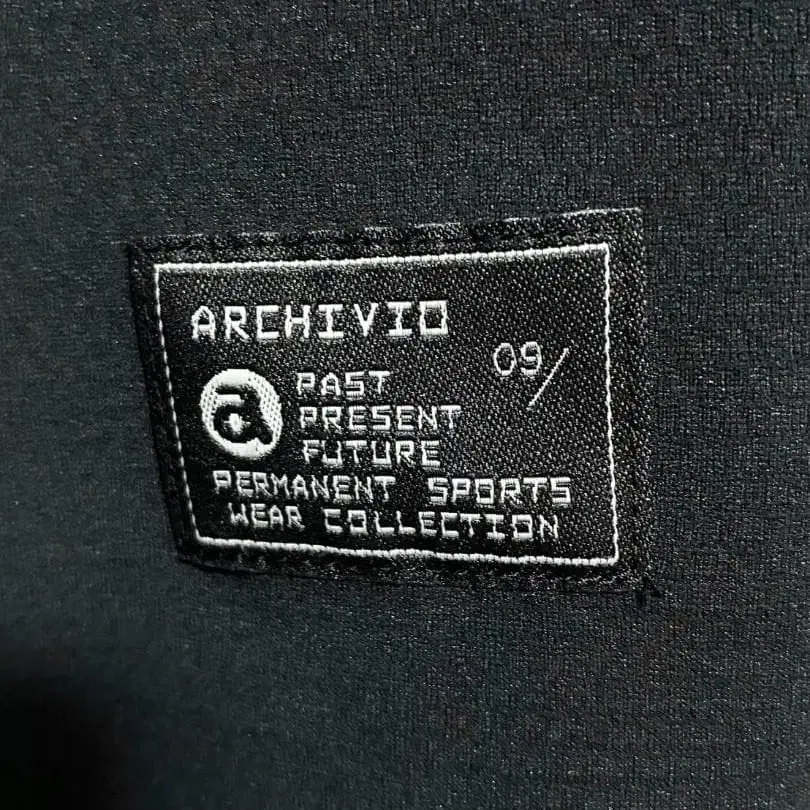 ARCHIVIO
09/
a PAST
PRESENT
FUTURE
PERMANENT SPORTS
WEAR COLLECTION